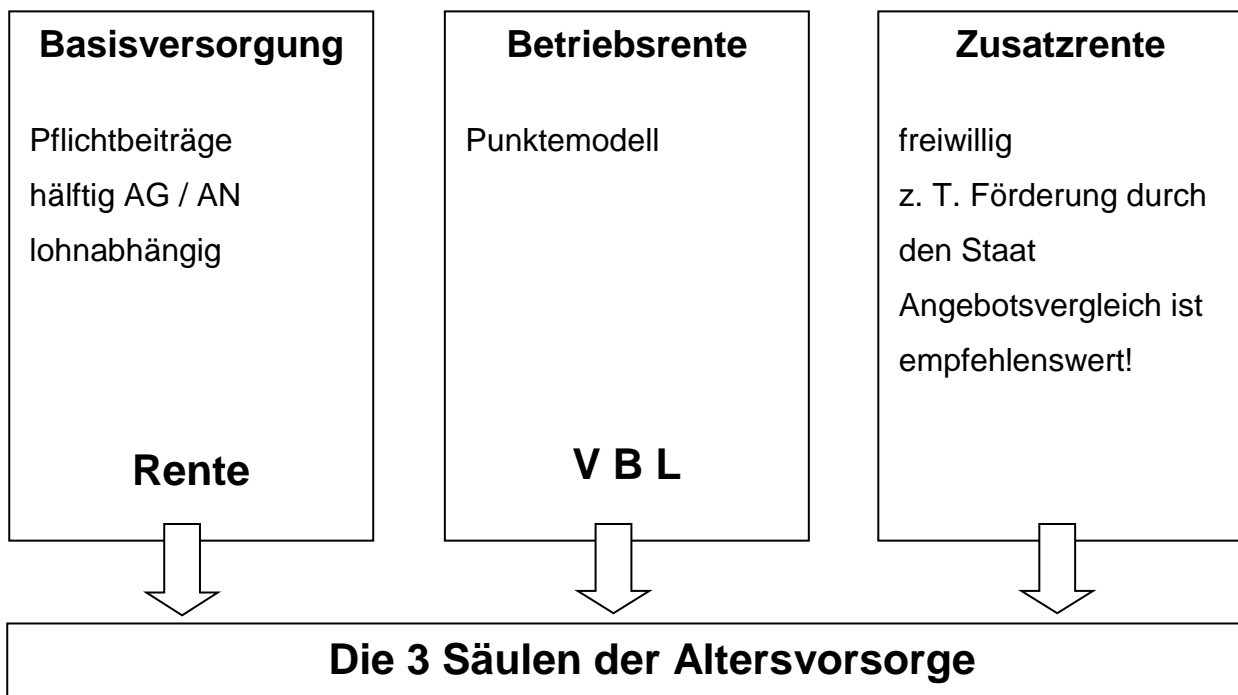 Basisversorgung
Pflichtbeiträge
hälftig AG / AN
lohnabhängig
Rente
Betriebsrente
Punktemodell
V B L
Zusatzrente
freiwillig
z. T. Förderung durch
den Staat
Angebotsvergleich ist
empfehlenswert!
Die 3 Säulen der Altersvorsorge